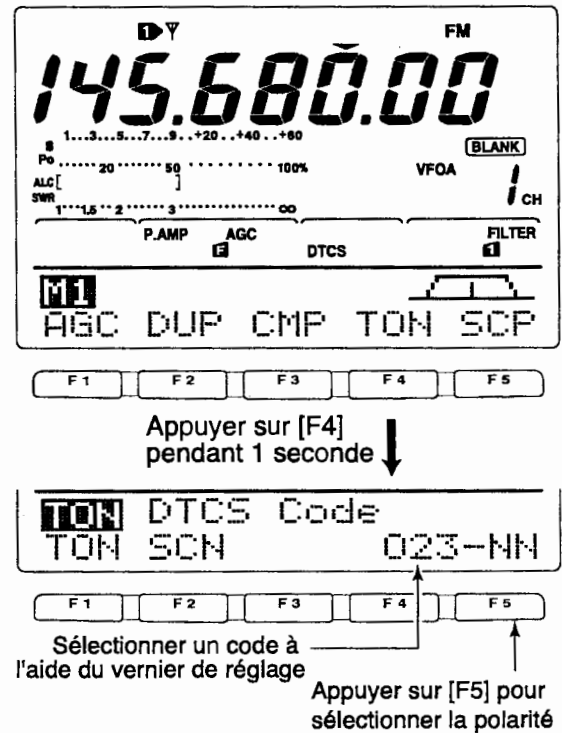 1 FM
145.680.00
S 1...3...5...7...9..+20..+40..+60
Po ......20.......50..............100%
BLANK
VFOA
ALC [ ]
1 CH
SWR 1···1.5··2·····3················∞
P.AMP AGC FILTER
F DTCS 1
M1
AGC DUP CMP TON SCP
F1 F2 F3 F4 F5
Appuyer sur [F4]
pendant 1 seconde
TON DTCS Code
TON SCN 023-NN
F1 F2 F3 F4 F5
Sélectionner un code à
l'aide du vernier de réglage
Appuyer sur [F5] pour
sélectionner la polarité